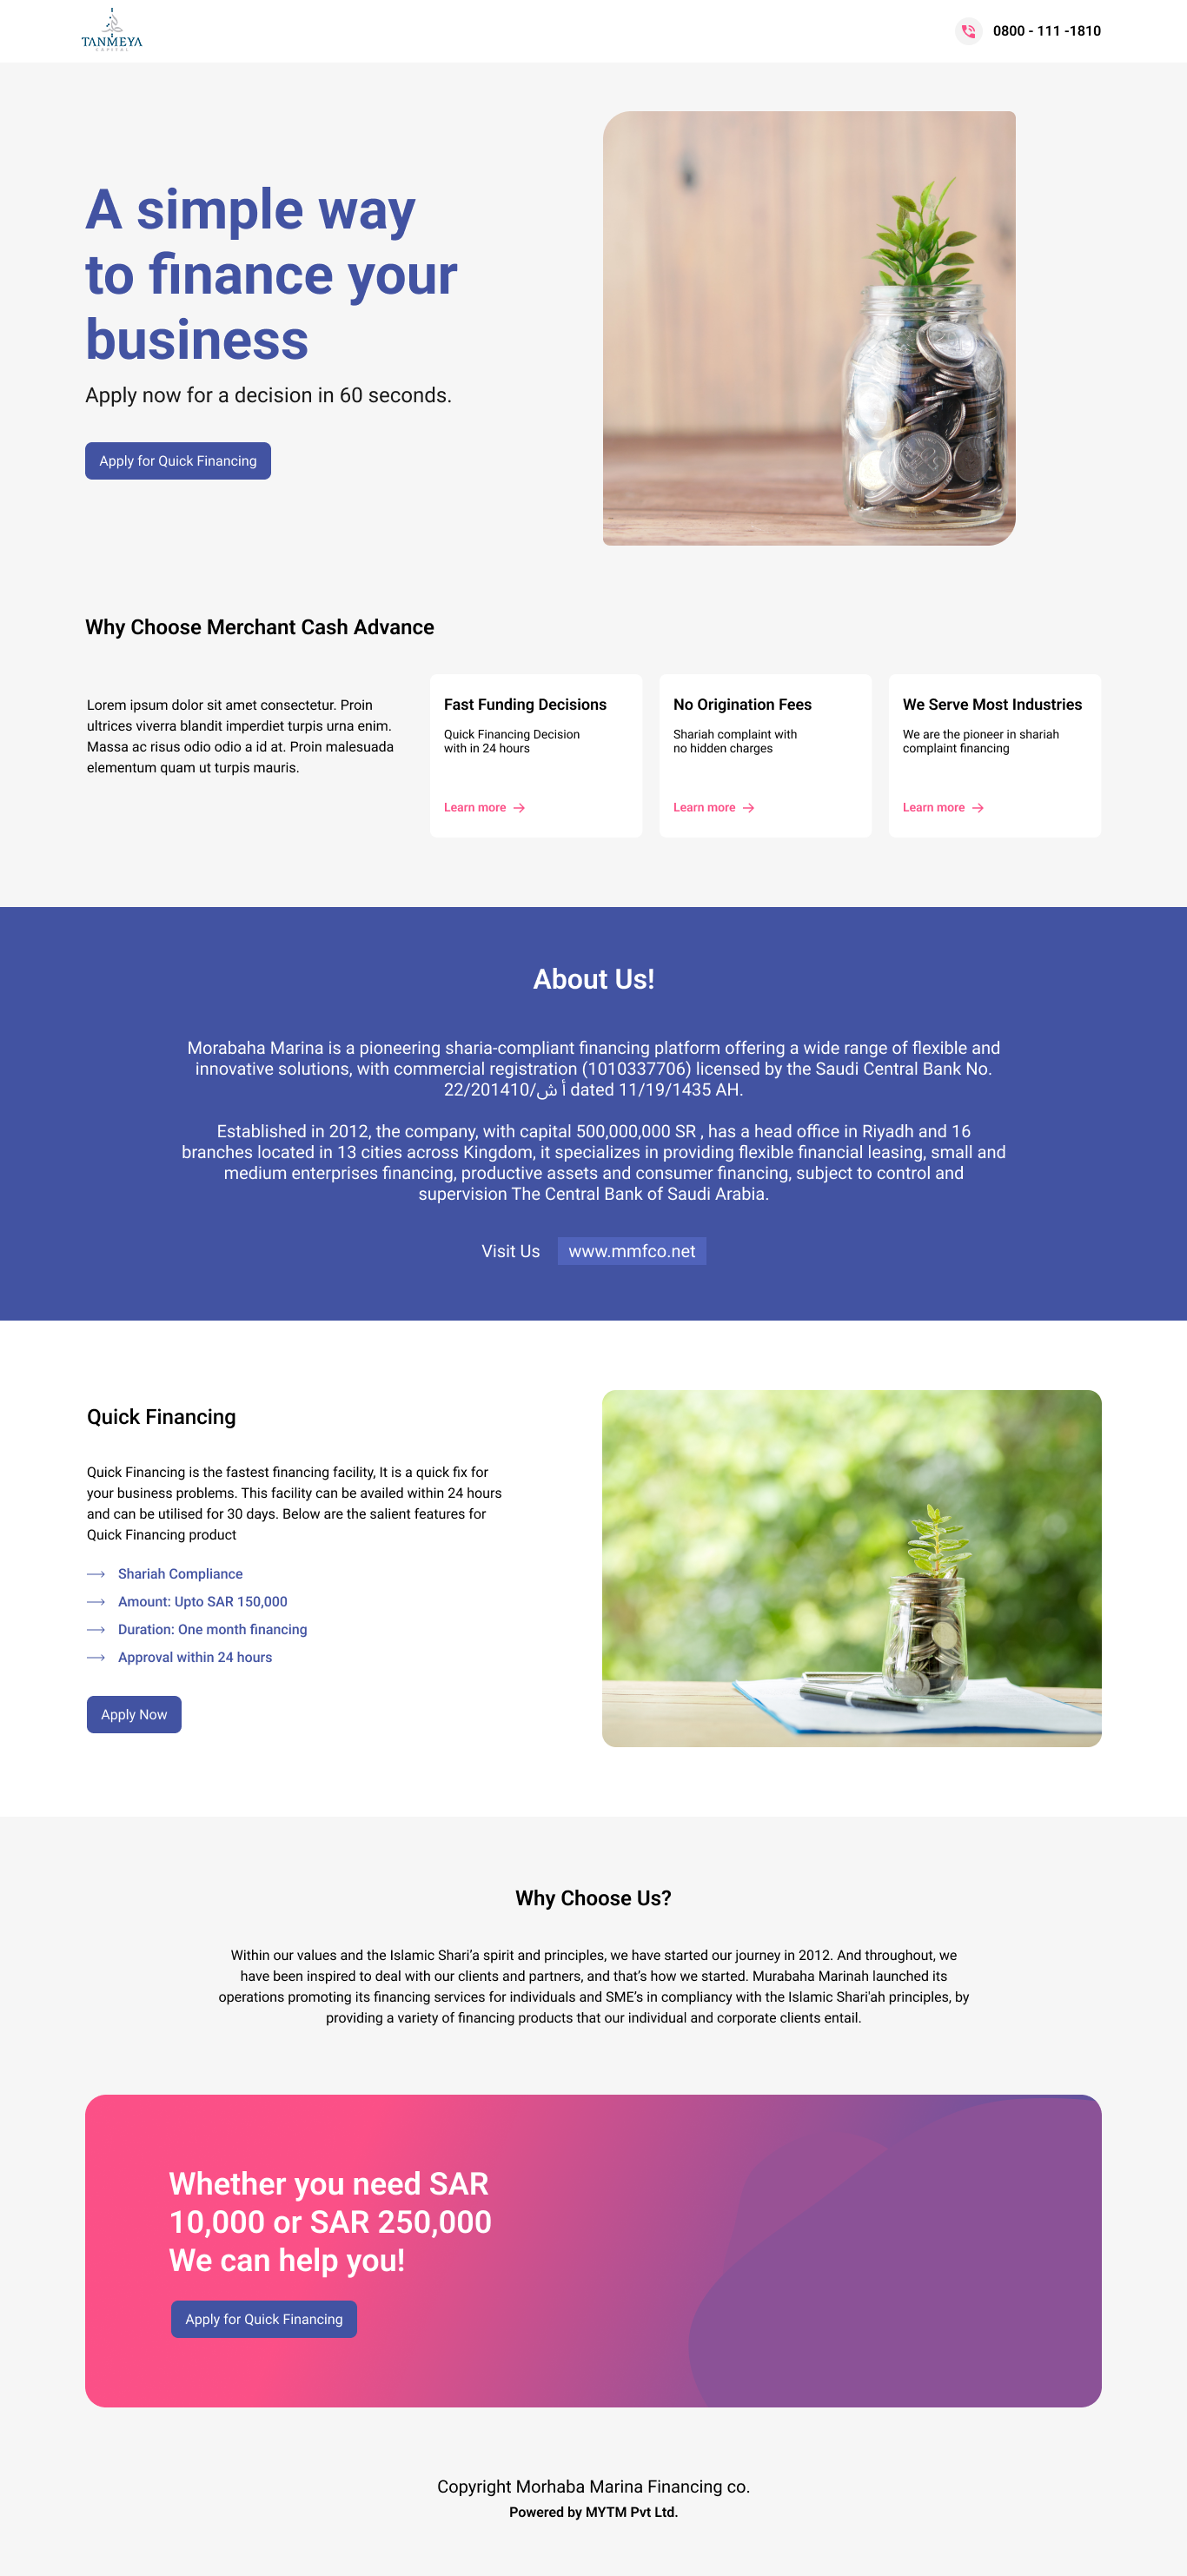 TANMEYA
CAPITAL
0800 - 111 -1810
A simple way
to finance your
business
Apply now for a decision in 60 seconds.
Apply for Quick Financing
Why Choose Merchant Cash Advance
Lorem ipsum dolor sit amet consectetur. Proin
ultrices viverra blandit imperdiet turpis urna enim.
Massa ac risus odio odio a id at. Proin malesuada
elementum quam ut turpis mauris.
Fast Funding Decisions
Quick Financing Decision
with in 24 hours
Learn more
No Origination Fees
Shariah complaint with
no hidden charges
Learn more
We Serve Most Industries
We are the pioneer in shariah
complaint financing
Learn more
About Us!
Morabaha Marina is a pioneering sharia-compliant financing platform offering a wide range of flexible and
innovative solutions, with commercial registration (1010337706) licensed by the Saudi Central Bank No.
22/أ ش/201410 dated 11/19/1435 AH.
Established in 2012, the company, with capital 500,000,000 SR , has a head office in Riyadh and 16
branches located in 13 cities across Kingdom, it specializes in providing flexible financial leasing, small and
medium enterprises financing, productive assets and consumer financing, subject to control and
supervision The Central Bank of Saudi Arabia.
Visit Us www.mmfco.net
Quick Financing
Quick Financing is the fastest financing facility, It is a quick fix for
your business problems. This facility can be availed within 24 hours
and can be utilised for 30 days. Below are the salient features for
Quick Financing product
Shariah Compliance
Amount: Upto SAR 150,000
Duration: One month financing
Approval within 24 hours
Apply Now
Why Choose Us?
Within our values and the Islamic Shari’a spirit and principles, we have started our journey in 2012. And throughout, we
have been inspired to deal with our clients and partners, and that’s how we started. Murabaha Marinah launched its
operations promoting its financing services for individuals and SME’s in compliancy with the Islamic Shari'ah principles, by
providing a variety of financing products that our individual and corporate clients entail.
Whether you need SAR
10,000 or SAR 250,000
We can help you!
Apply for Quick Financing
Copyright Morhaba Marina Financing co.
Powered by MYTM Pvt Ltd.